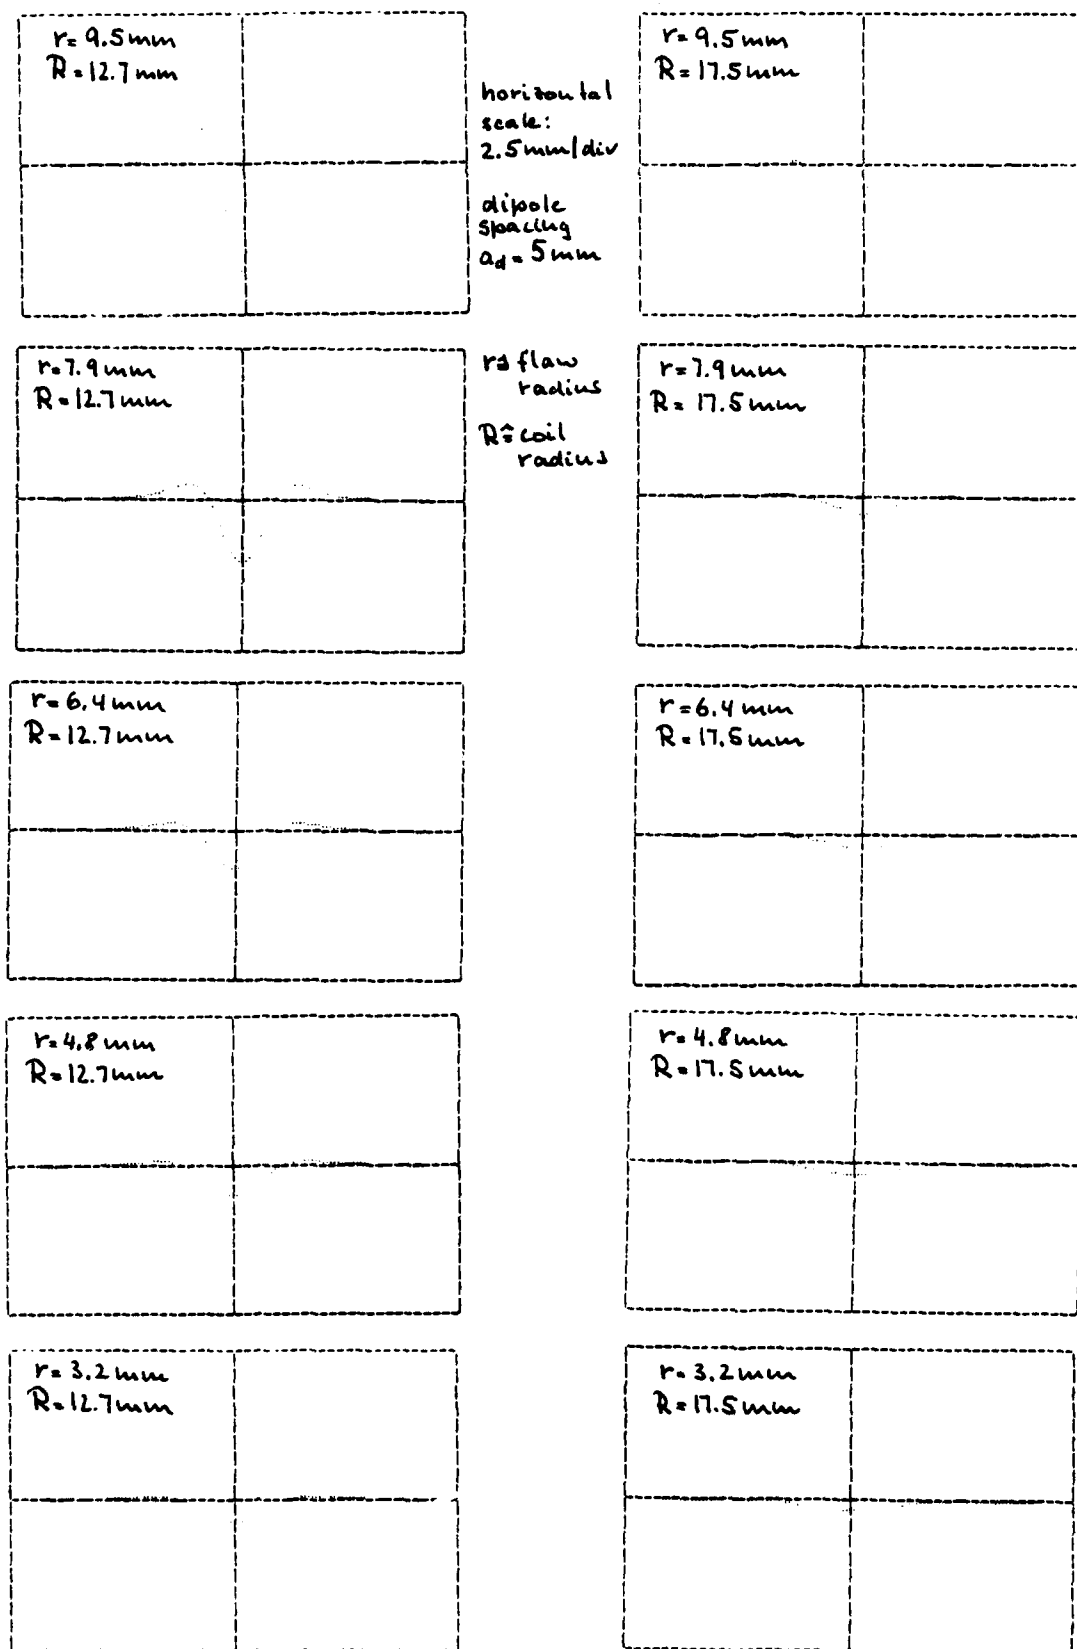 r= 9.5mm
R=12.7mm
horizontal
scale:
2.5mm/div
dipole
spacing
a_d = 5mm
r= 9.5mm
R= 17.5mm
r=7.9mm
R=12.7mm
r≙ flaw
radius
R≙coil
radius
r=7.9mm
R= 17.5mm
r= 6.4mm
R=12.7mm
r=6.4mm
R=17.5mm
r=4.8mm
R=12.7mm
r=4.8mm
R=17.5mm
r= 3.2mm
R=12.7mm
r=3.2mm
R=17.5mm